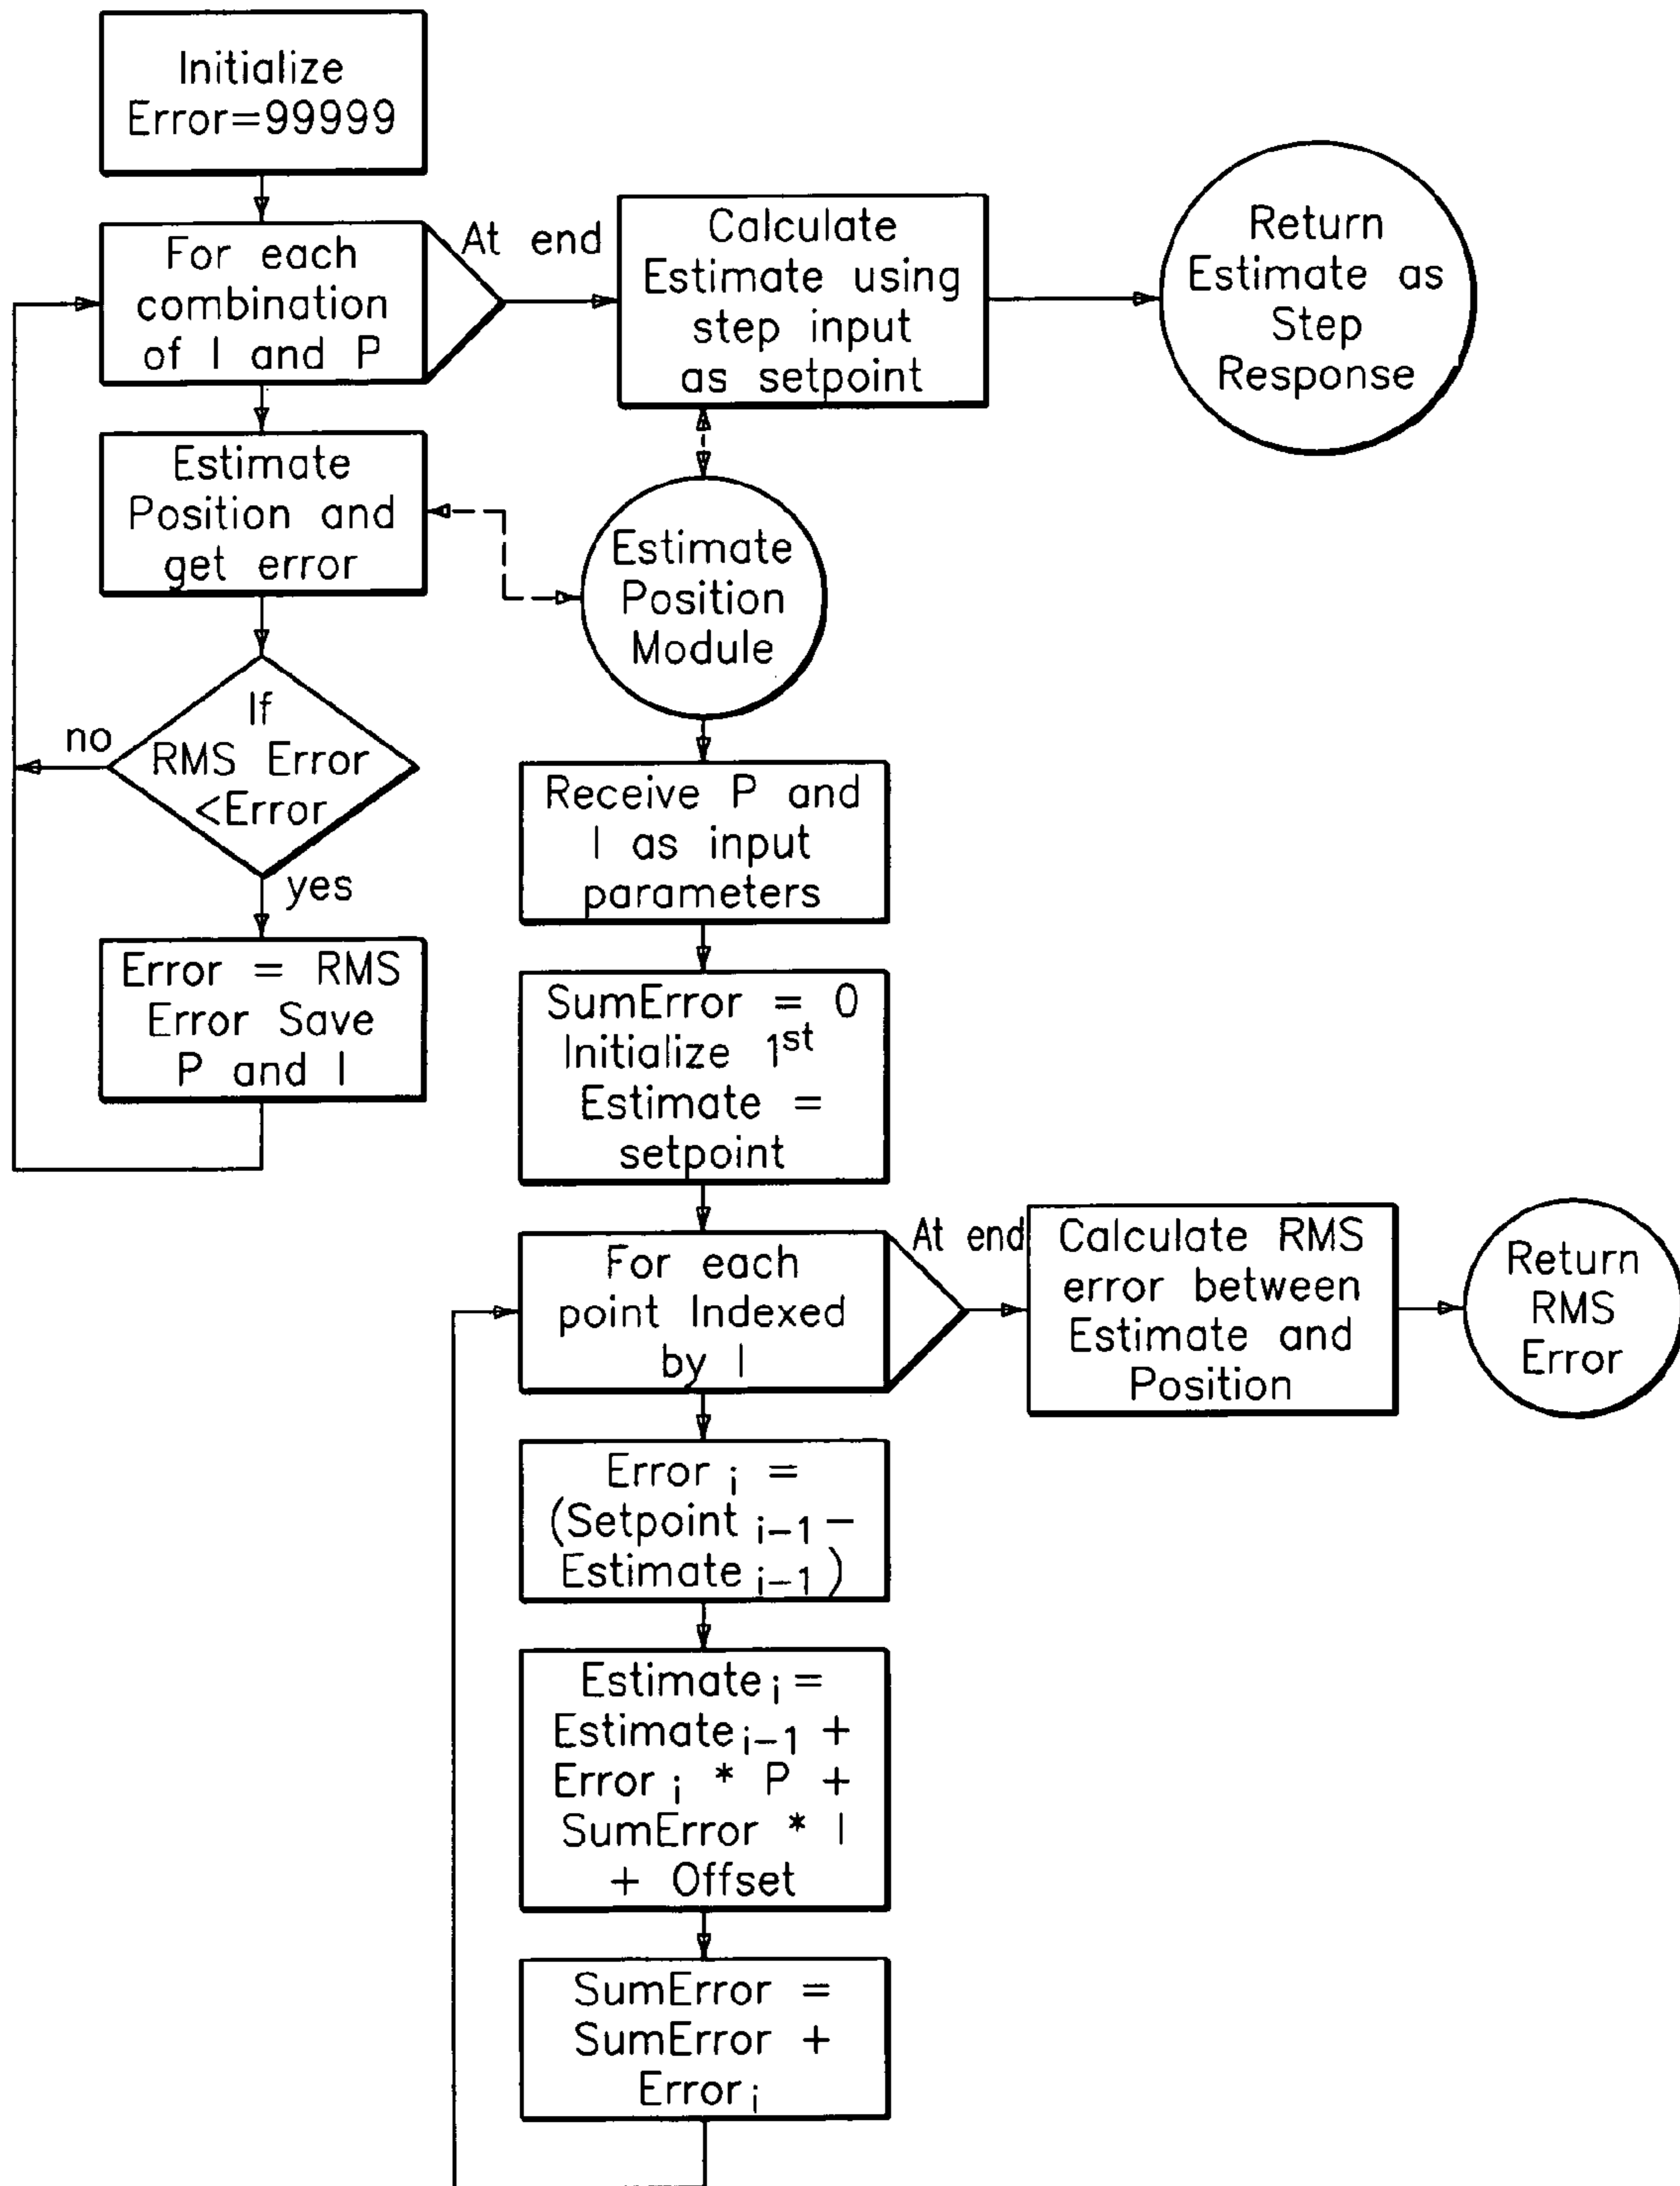 Initialize
Error=99999
For each
combination
of I and P
At end
Calculate
Estimate using
step input
as setpoint
Return
Estimate as
Step
Response
Estimate
Position and
get error
Estimate
Position
Module
If
RMS Error
<Error
no
yes
Error = RMS
Error Save
P and I
Receive P and
I as input
parameters
SumError = 0
Initialize 1st
Estimate =
setpoint
For each
point Indexed
by I
At end
Calculate RMS
error between
Estimate and
Position
Return
RMS
Error
Error i =
(Setpoint i-1 -
Estimate i-1)
Estimate i =
Estimate i-1 +
Error i * P +
SumError * I
+ Offset
SumError =
SumError +
Error i